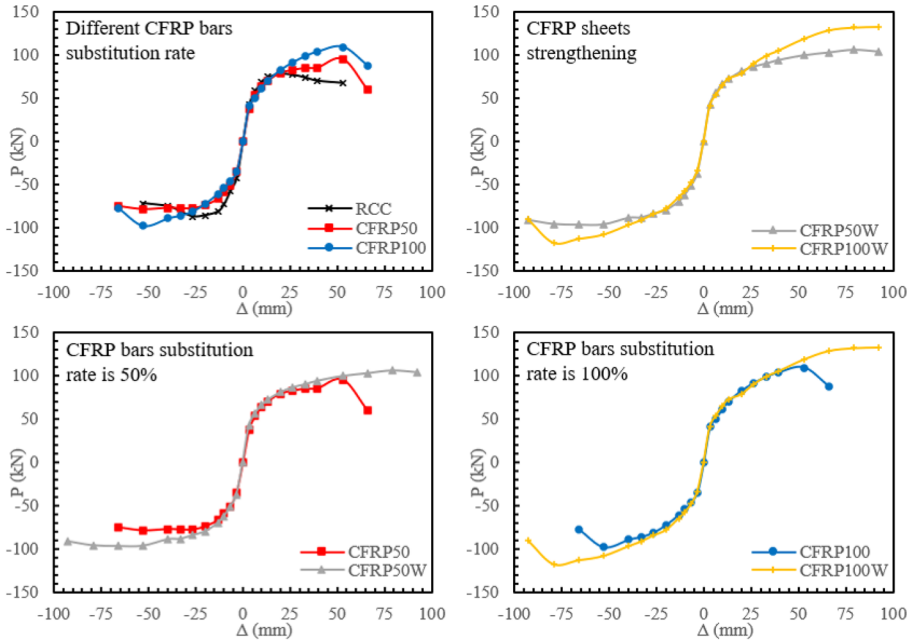 Different CFRP bars
substitution rate
150
100
50
0
-50
-100
-150
P (kN)
RCC
CFRP50
CFRP100
-100 -75 -50 -25 0 25 50 75 100
Δ (mm)
CFRP sheets
strengthening
150
100
50
0
-50
-100
-150
P (kN)
CFRP50W
CFRP100W
-100 -75 -50 -25 0 25 50 75 100
Δ (mm)
CFRP bars substitution
rate is 50%
150
100
50
0
-50
-100
-150
P (kN)
CFRP50
CFRP50W
-100 -75 -50 -25 0 25 50 75 100
Δ (mm)
CFRP bars substitution
rate is 100%
150
100
50
0
-50
-100
-150
P (kN)
CFRP100
CFRP100W
-100 -75 -50 -25 0 25 50 75 100
Δ (mm)